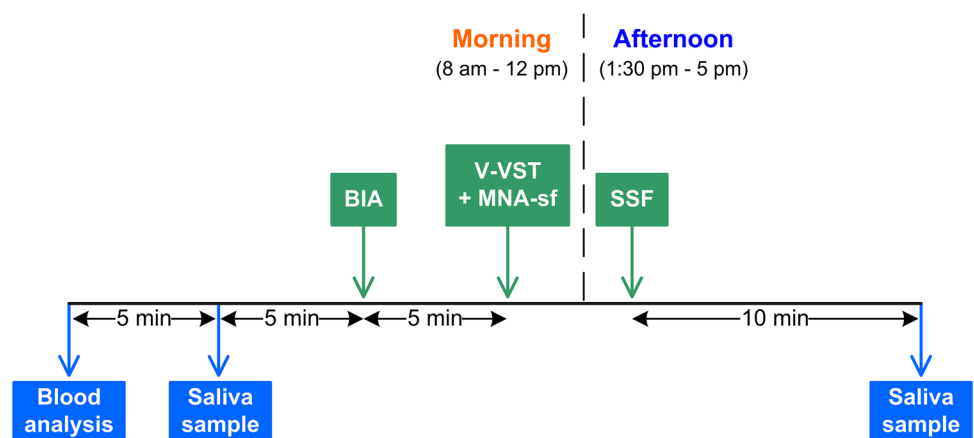 Morning
(8 am - 12 pm)
Afternoon
(1:30 pm - 5 pm)
BIA
V-VST
+ MNA-sf
SSF
5 min
5 min
5 min
10 min
Blood
analysis
Saliva
sample
Saliva
sample